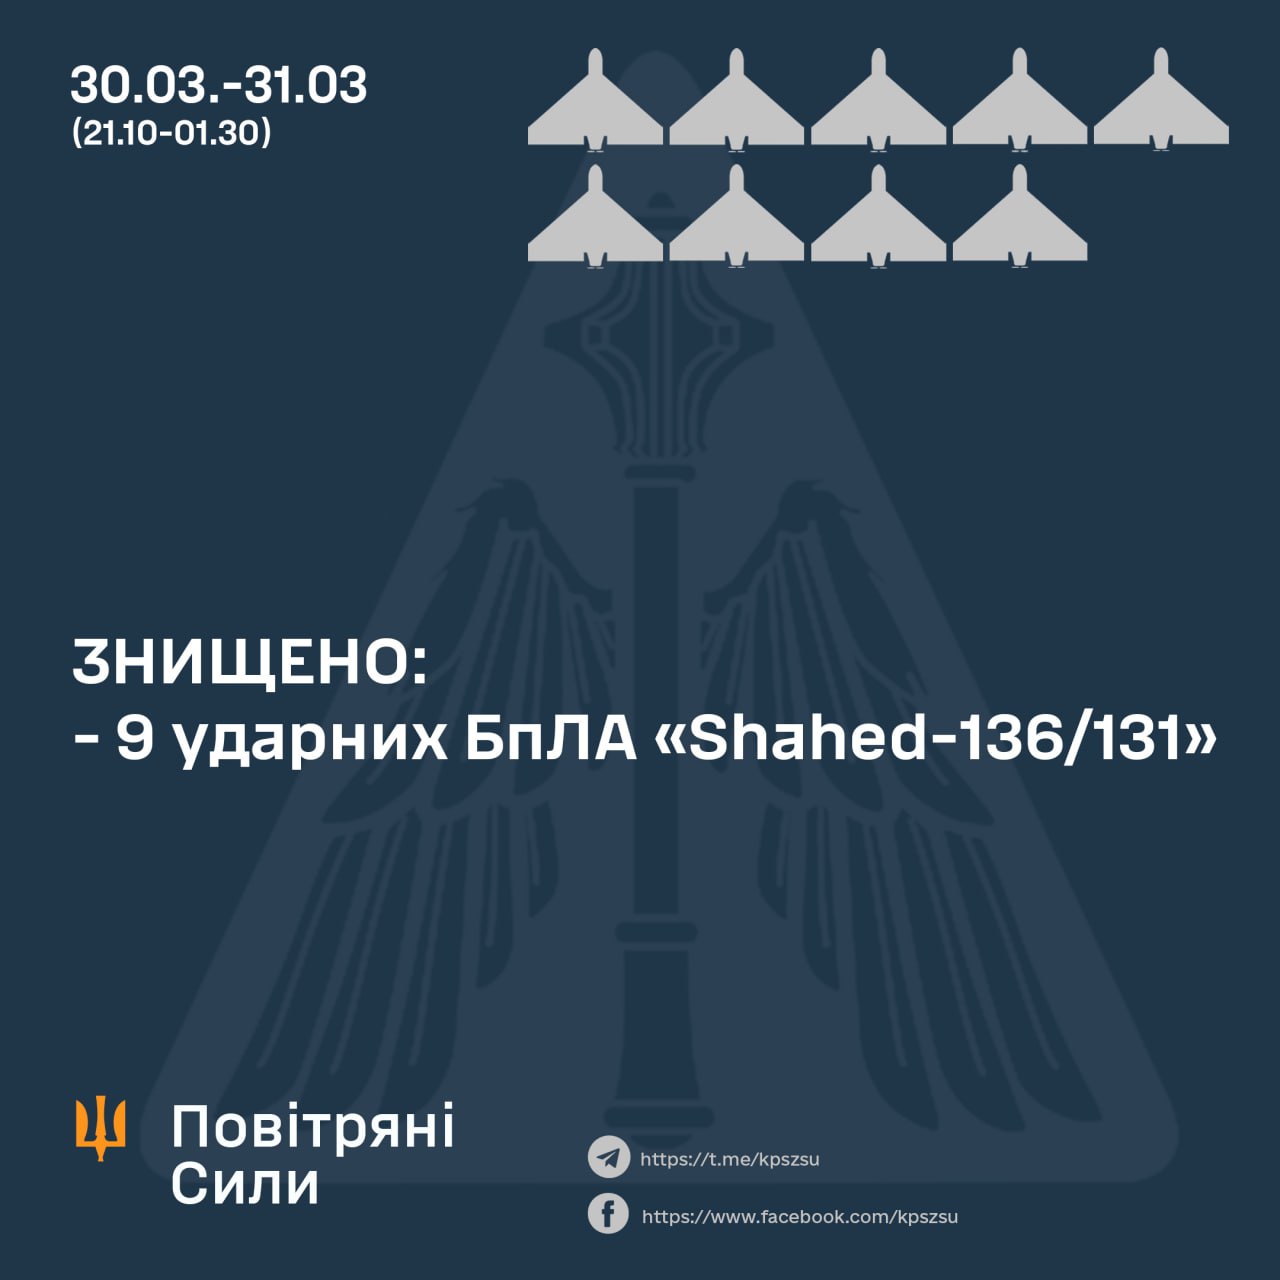 30.03.-31.03
(21.10-01.30)
ЗНИЩЕНО:
- 9 ударних БпЛА «Shahed-136/131»
Повітряні
Сили
https://t.me/kpszsu
https://www.facebook.com/kpszsu